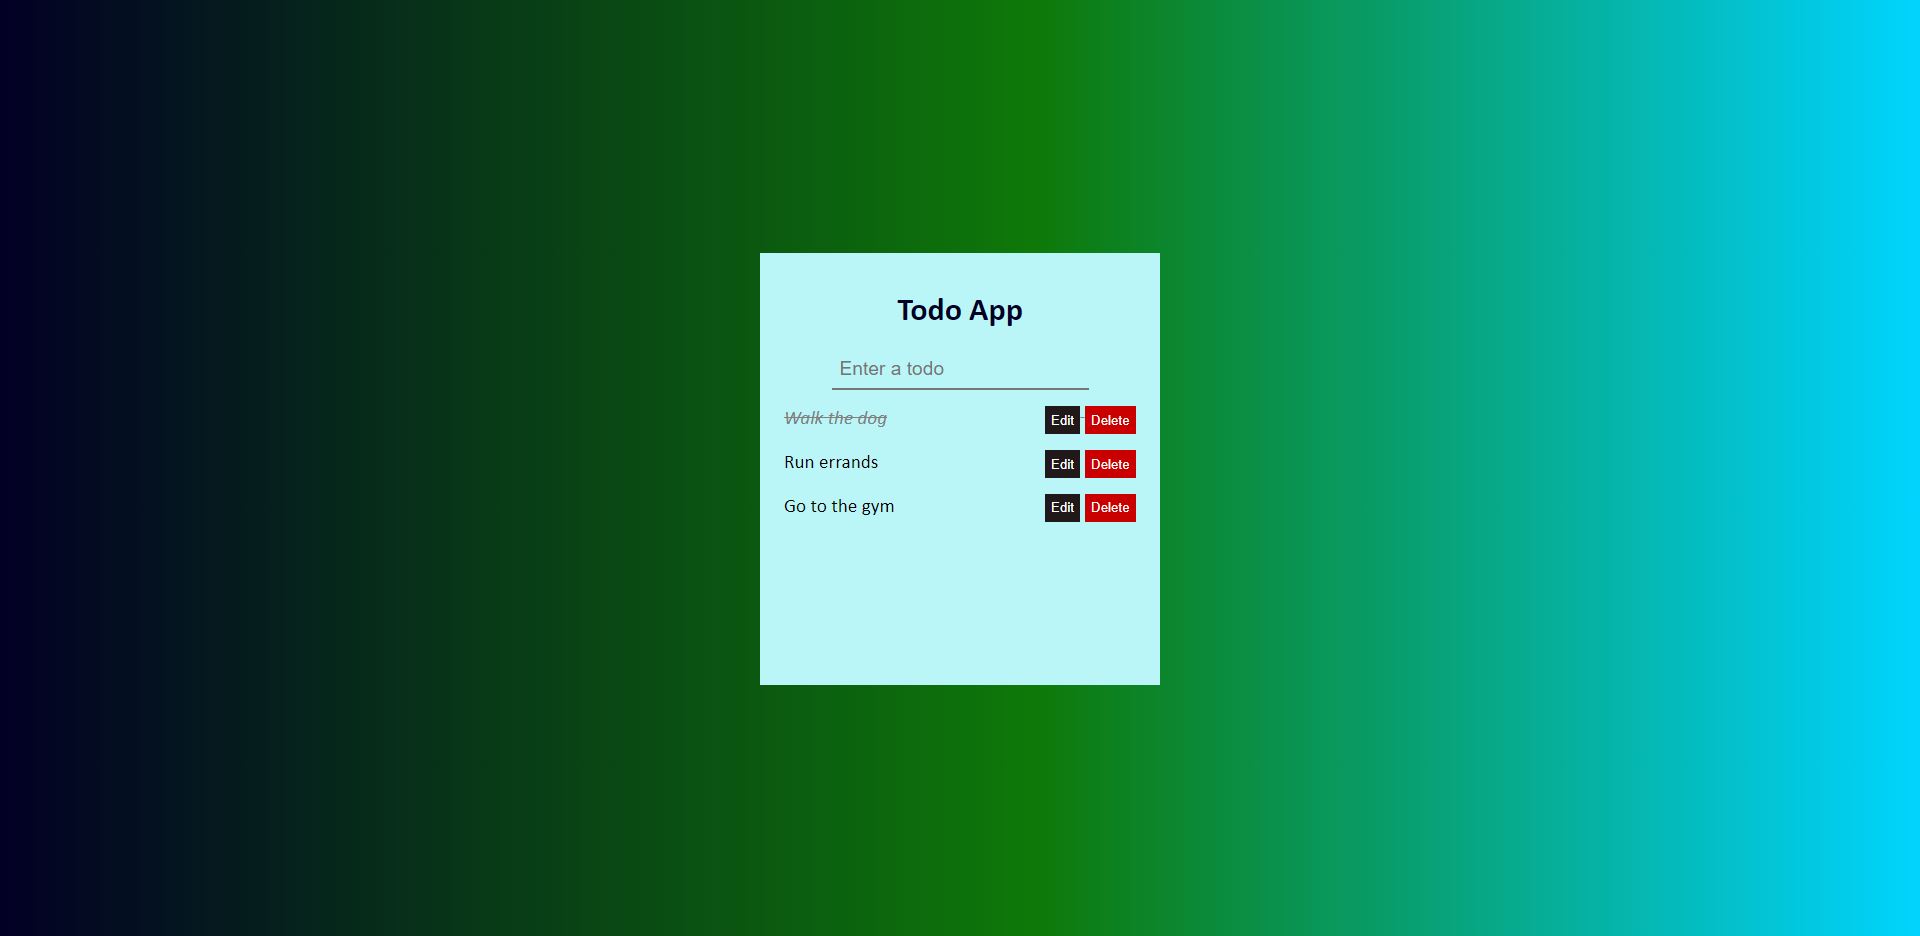 Todo App
Enter a todo
Walk the dog Edit Delete
Run errands Edit Delete
Go to the gym Edit Delete